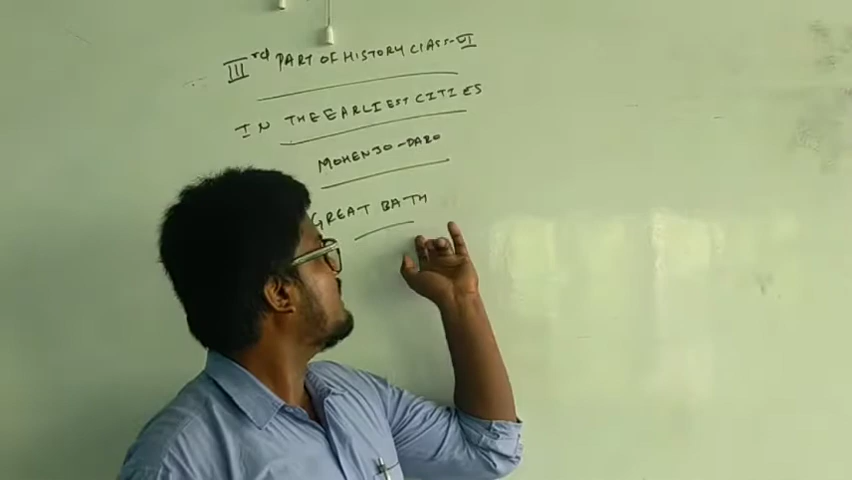 IIIrd PART OF HISTORY CLASS-VI
IN THE EARLIEST CITIES
MOHENJO-DARO
GREAT BATH